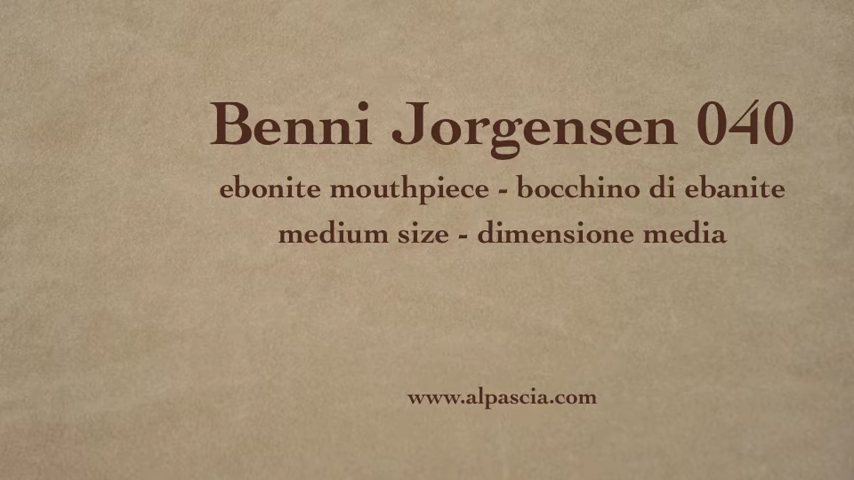 Benni Jorgensen 040
ebonite mouthpiece - bocchino di ebanite
medium size - dimensione media
www.alpascia.com